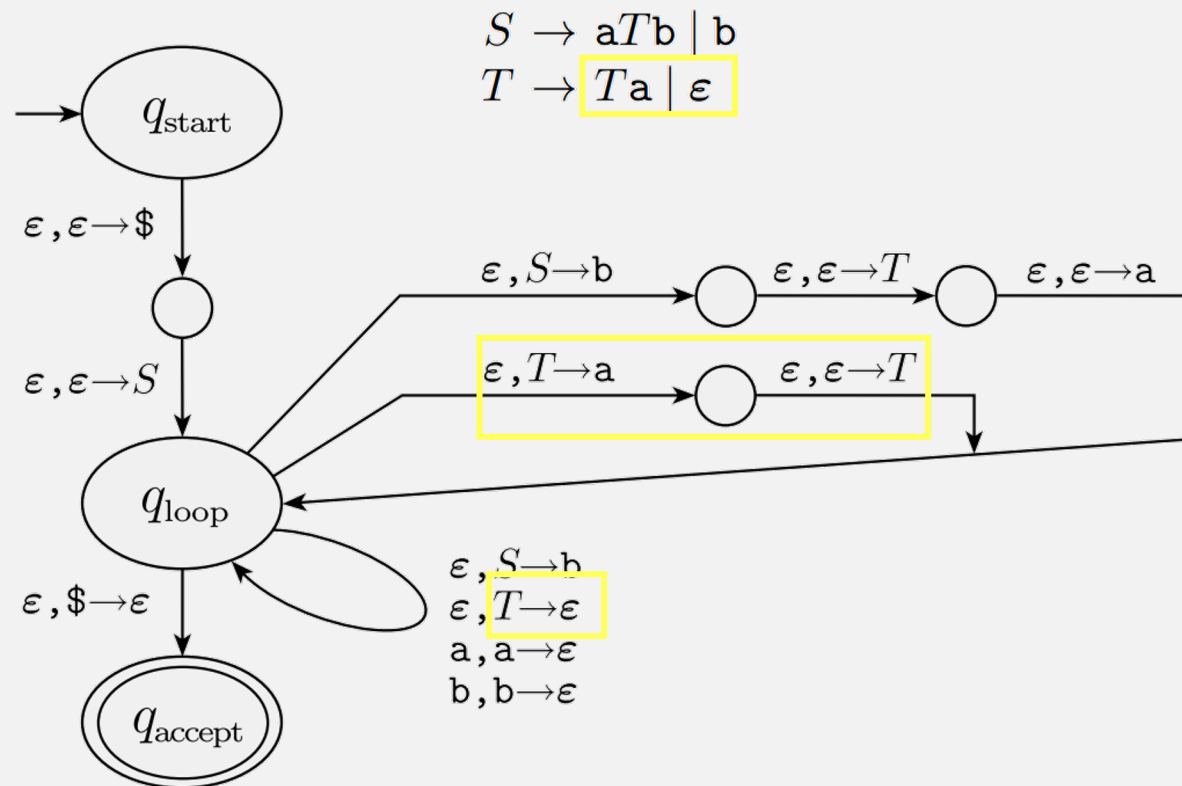 S → aTb | b
T → Ta | ε
q_start
ε,ε→$
ε,S→b
ε,ε→T
ε,ε→a
ε,ε→S
ε,T→a
ε,ε→T
q_loop
ε,S→b
ε,T→ε
a,a→ε
b,b→ε
ε,$→ε
q_accept